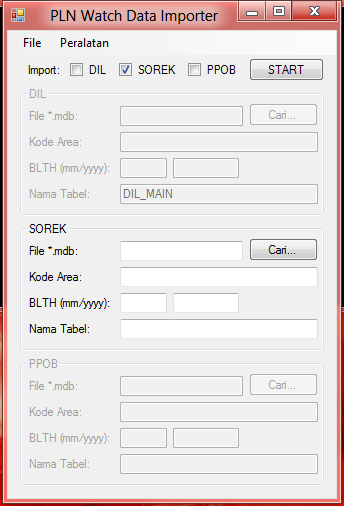 PLN Watch Data Importer
File Peralatan
Import: DIL SOREK PPOB START
DIL
File *.mdb: Cari...
Kode Area:
BLTH (mm/yyyy):
Nama Tabel: DIL_MAIN
SOREK
File *.mdb: Cari...
Kode Area:
BLTH (mm/yyyy):
Nama Tabel:
PPOB
File *.mdb: Cari...
Kode Area:
BLTH (mm/yyyy):
Nama Tabel: